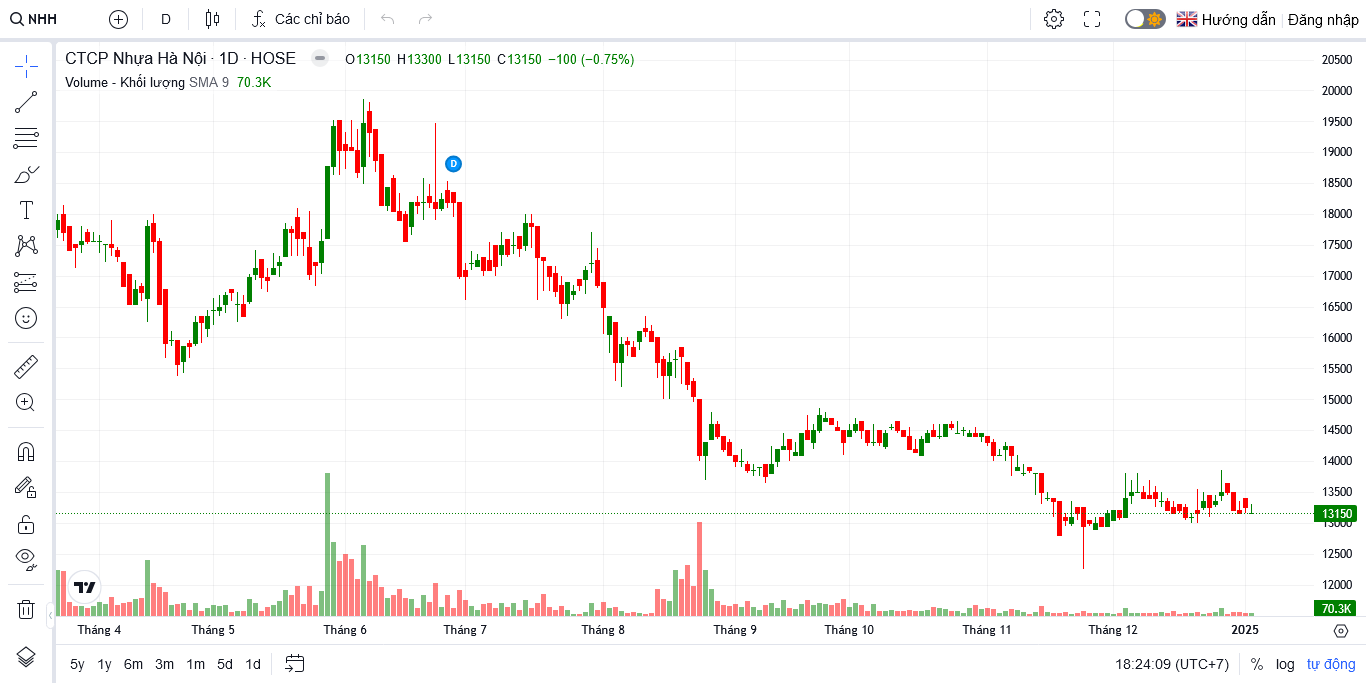 NHH D Các chỉ báo Hướng dẫn Đăng nhập
CTCP Nhựa Hà Nội · 1D · HOSE O13150 H13300 L13150 C13150 −100 (−0.75%)
Volume - Khối lượng SMA 9 70.3K
D
20500
20000
19500
19000
18500
18000
17500
17000
16500
16000
15500
15000
14500
14000
13500
13150
13000
12500
12000
70.3K
Tháng 4 Tháng 5 Tháng 6 Tháng 7 Tháng 8 Tháng 9 Tháng 10 Tháng 11 Tháng 12 2025
5y 1y 6m 3m 1m 5d 1d 18:24:09 (UTC+7) % log tự động